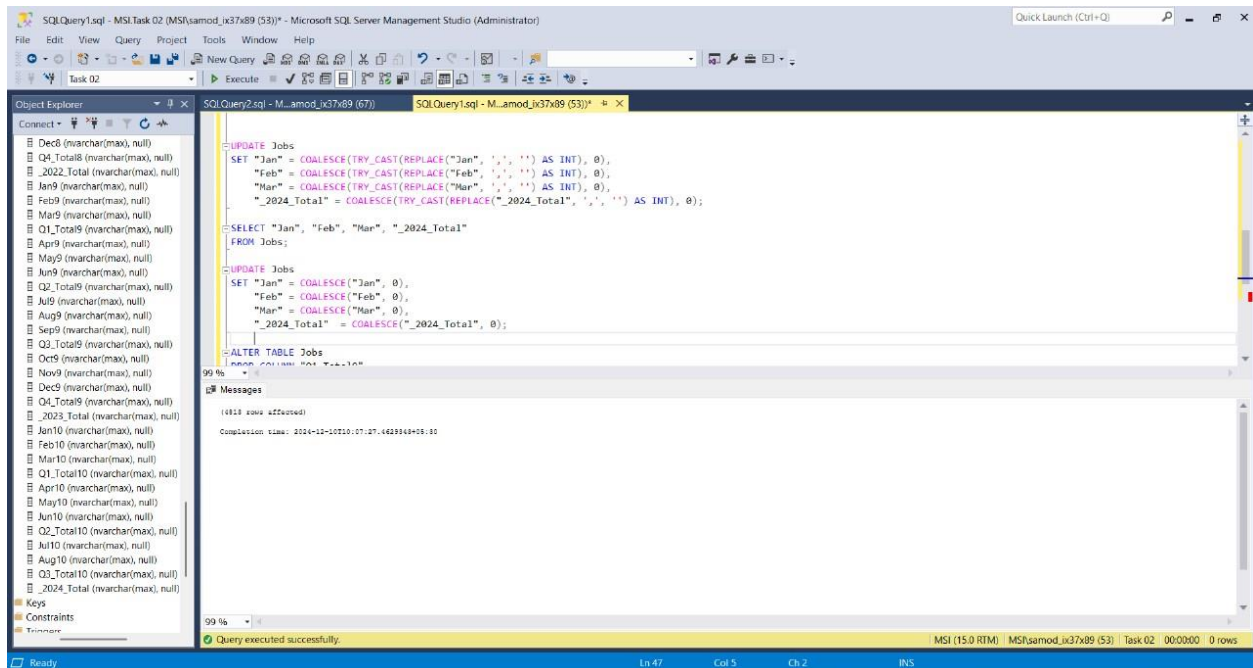 SQLQuery1.sql - MSI.Task 02 (MSI\samod_ix37x89 (53))* - Microsoft SQL Server Management Studio (Administrator)
Quick Launch (Ctrl+Q)
File Edit View Query Project Tools Window Help
New Query
Task 02
Execute
Object Explorer
SQLQuery2.sql - M...amod_ix37x89 (67))
SQLQuery1.sql - M...amod_ix37x89 (53))*
Connect
Dec8 (nvarchar(max), null)
Q4_Total8 (nvarchar(max), null)
_2022_Total (nvarchar(max), null)
Jan9 (nvarchar(max), null)
Feb9 (nvarchar(max), null)
Mar9 (nvarchar(max), null)
Q1_Total9 (nvarchar(max), null)
Apr9 (nvarchar(max), null)
May9 (nvarchar(max), null)
Jun9 (nvarchar(max), null)
Q2_Total9 (nvarchar(max), null)
Jul9 (nvarchar(max), null)
Aug9 (nvarchar(max), null)
Sep9 (nvarchar(max), null)
Q3_Total9 (nvarchar(max), null)
Oct9 (nvarchar(max), null)
Nov9 (nvarchar(max), null)
Dec9 (nvarchar(max), null)
Q4_Total9 (nvarchar(max), null)
_2023_Total (nvarchar(max), null)
Jan10 (nvarchar(max), null)
Feb10 (nvarchar(max), null)
Mar10 (nvarchar(max), null)
Q1_Total10 (nvarchar(max), null)
Apr10 (nvarchar(max), null)
May10 (nvarchar(max), null)
Jun10 (nvarchar(max), null)
Q2_Total10 (nvarchar(max), null)
Jul10 (nvarchar(max), null)
Aug10 (nvarchar(max), null)
Q3_Total10 (nvarchar(max), null)
_2024_Total (nvarchar(max), null)
Keys
Constraints
Triggers
UPDATE Jobs
SET "Jan" = COALESCE(TRY_CAST(REPLACE("Jan", ',', '') AS INT), 0),
"Feb" = COALESCE(TRY_CAST(REPLACE("Feb", ',', '') AS INT), 0),
"Mar" = COALESCE(TRY_CAST(REPLACE("Mar", ',', '') AS INT), 0),
"_2024_Total" = COALESCE(TRY_CAST(REPLACE("_2024_Total", ',', '') AS INT), 0);
SELECT "Jan", "Feb", "Mar", "_2024_Total"
FROM Jobs;
UPDATE Jobs
SET "Jan" = COALESCE("Jan", 0),
"Feb" = COALESCE("Feb", 0),
"Mar" = COALESCE("Mar", 0),
"_2024_Total" = COALESCE("_2024_Total", 0);
ALTER TABLE Jobs
99 %
Messages
(4818 rows affected)
Completion time: 2024-12-10T10:07:27.4629348+05:30
99 %
Query executed successfully.
MSI (15.0 RTM) MSI\samod_ix37x89 (53) Task 02 00:00:00 0 rows
Ready
Ln 47 Col 5 Ch 2 INS